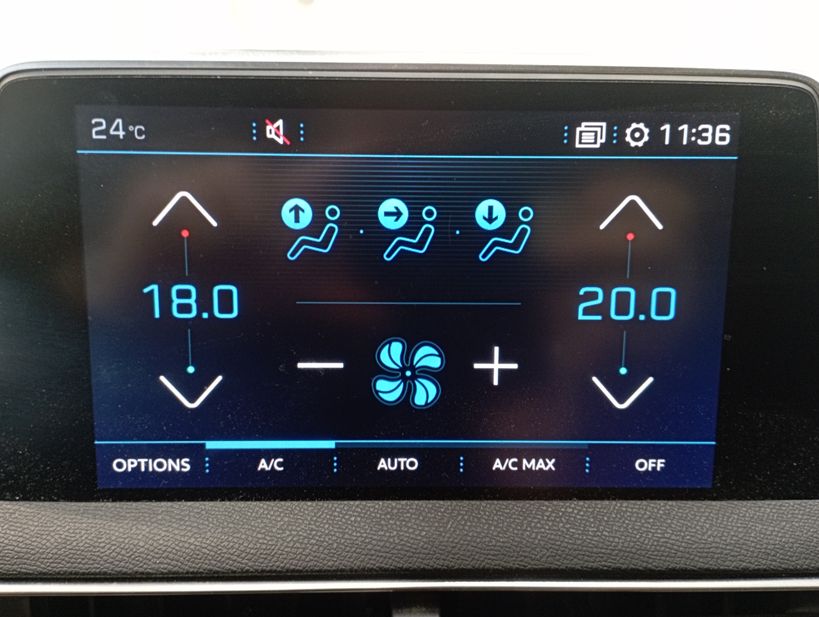 24°C 11:36
18.0 20.0
OPTIONS A/C AUTO A/C MAX OFF